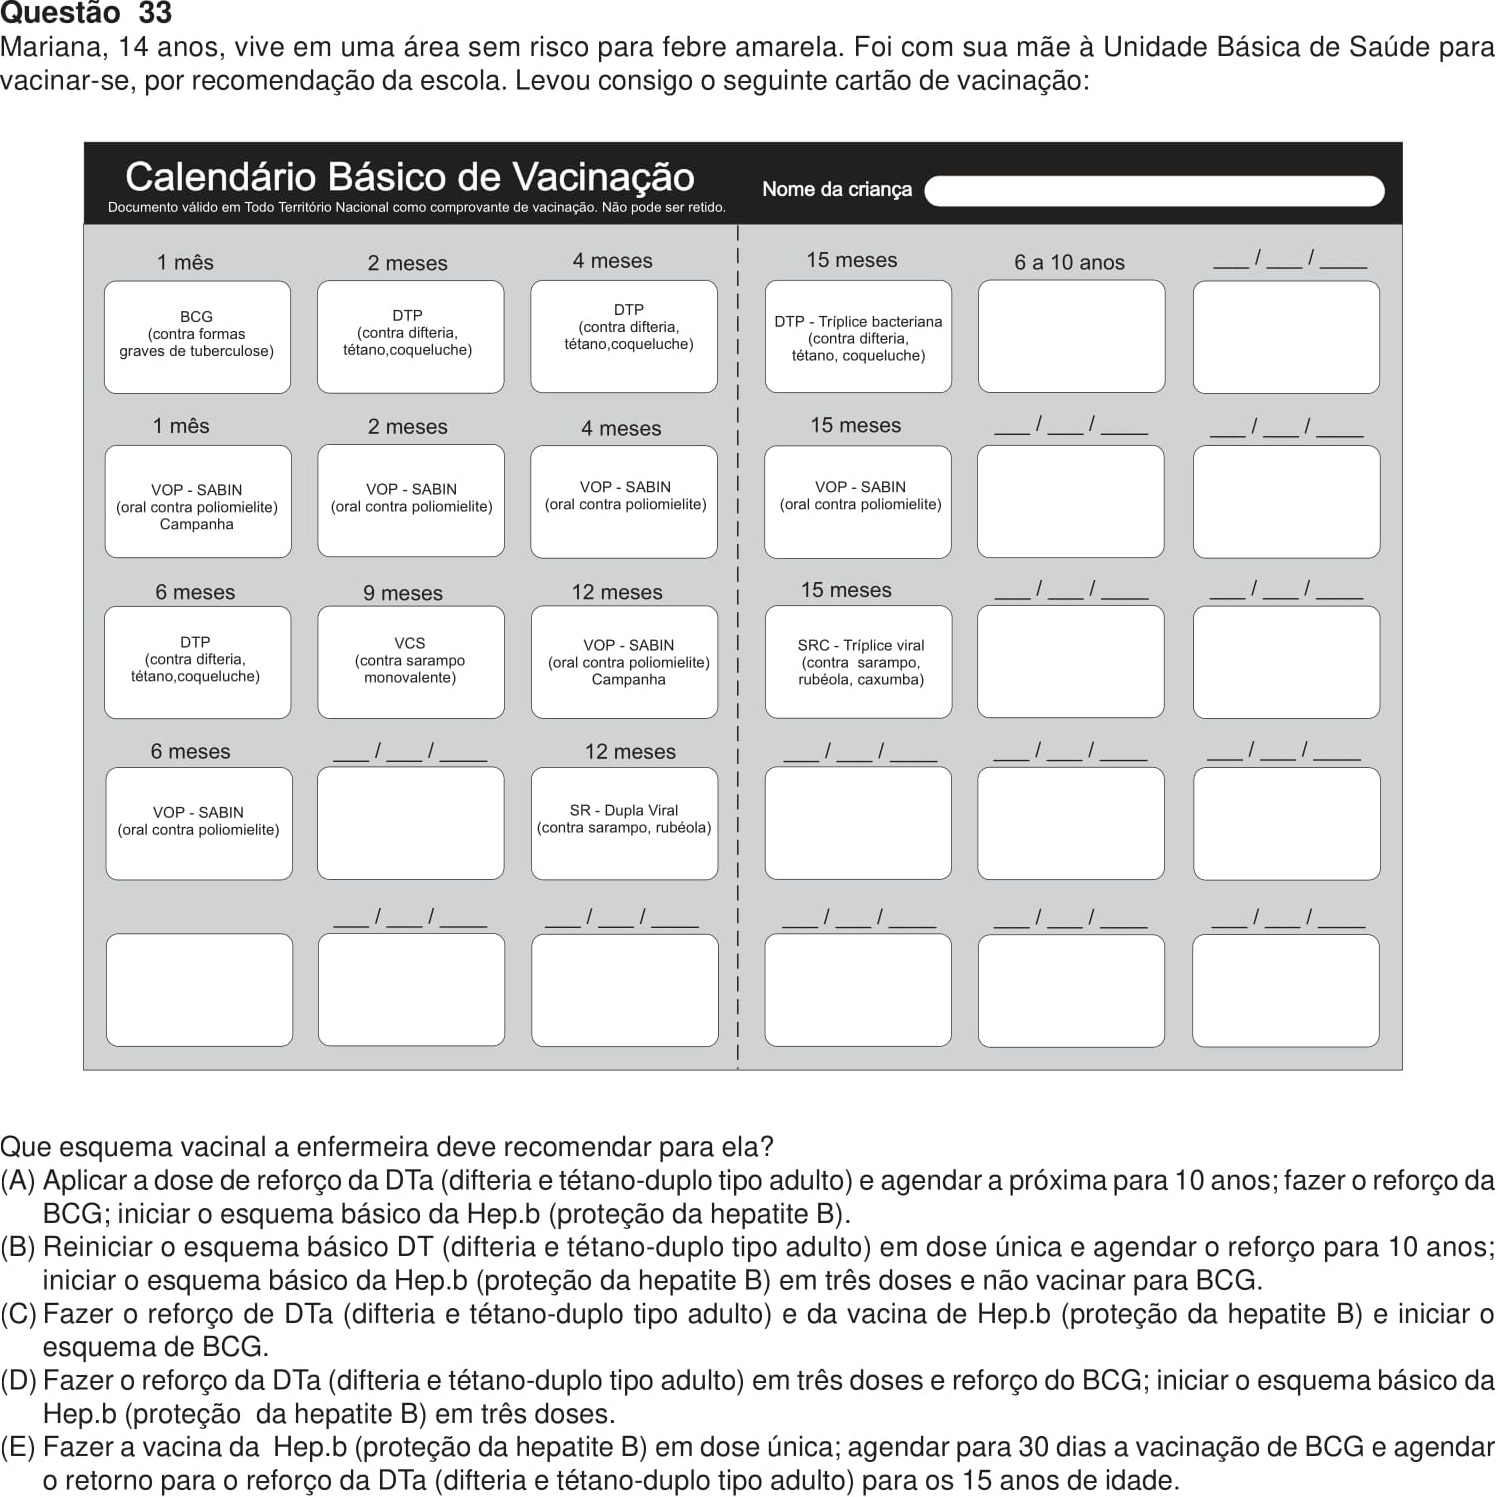 Questão 33
Mariana, 14 anos, vive em uma área sem risco para febre amarela. Foi com sua mãe à Unidade Básica de Saúde para
vacinar-se, por recomendação da escola. Levou consigo o seguinte cartão de vacinação:
Calendário Básico de Vacinação
Documento válido em Todo Território Nacional como comprovante de vacinação. Não pode ser retido.
Nome da criança
1 mês
BCG
(contra formas
graves de tuberculose)
2 meses
DTP
(contra difteria,
tétano,coqueluche)
4 meses
DTP
(contra difteria,
tétano,coqueluche)
15 meses
DTP - Tríplice bacteriana
(contra difteria,
tétano, coqueluche)
6 a 10 anos
___ / ___ / ____
1 mês
VOP - SABIN
(oral contra poliomielite)
Campanha
2 meses
VOP - SABIN
(oral contra poliomielite)
4 meses
VOP - SABIN
(oral contra poliomielite)
15 meses
VOP - SABIN
(oral contra poliomielite)
___ / ___ / ____
___ / ___ / ____
6 meses
DTP
(contra difteria,
tétano,coqueluche)
9 meses
VCS
(contra sarampo
monovalente)
12 meses
VOP - SABIN
(oral contra poliomielite)
Campanha
15 meses
SRC - Tríplice viral
(contra sarampo,
rubéola, caxumba)
___ / ___ / ____
___ / ___ / ____
6 meses
VOP - SABIN
(oral contra poliomielite)
___ / ___ / ____
12 meses
SR - Dupla Viral
(contra sarampo, rubéola)
___ / ___ / ____
___ / ___ / ____
___ / ___ / ____
___ / ___ / ____
___ / ___ / ____
___ / ___ / ____
___ / ___ / ____
___ / ___ / ____
Que esquema vacinal a enfermeira deve recomendar para ela?
(A) Aplicar a dose de reforço da DTa (difteria e tétano-duplo tipo adulto) e agendar a próxima para 10 anos; fazer o reforço da
BCG; iniciar o esquema básico da Hep.b (proteção da hepatite B).
(B) Reiniciar o esquema básico DT (difteria e tétano-duplo tipo adulto) em dose única e agendar o reforço para 10 anos;
iniciar o esquema básico da Hep.b (proteção da hepatite B) em três doses e não vacinar para BCG.
(C) Fazer o reforço de DTa (difteria e tétano-duplo tipo adulto) e da vacina de Hep.b (proteção da hepatite B) e iniciar o
esquema de BCG.
(D) Fazer o reforço da DTa (difteria e tétano-duplo tipo adulto) em três doses e reforço do BCG; iniciar o esquema básico da
Hep.b (proteção da hepatite B) em três doses.
(E) Fazer a vacina da Hep.b (proteção da hepatite B) em dose única; agendar para 30 dias a vacinação de BCG e agendar
o retorno para o reforço da DTa (difteria e tétano-duplo tipo adulto) para os 15 anos de idade.